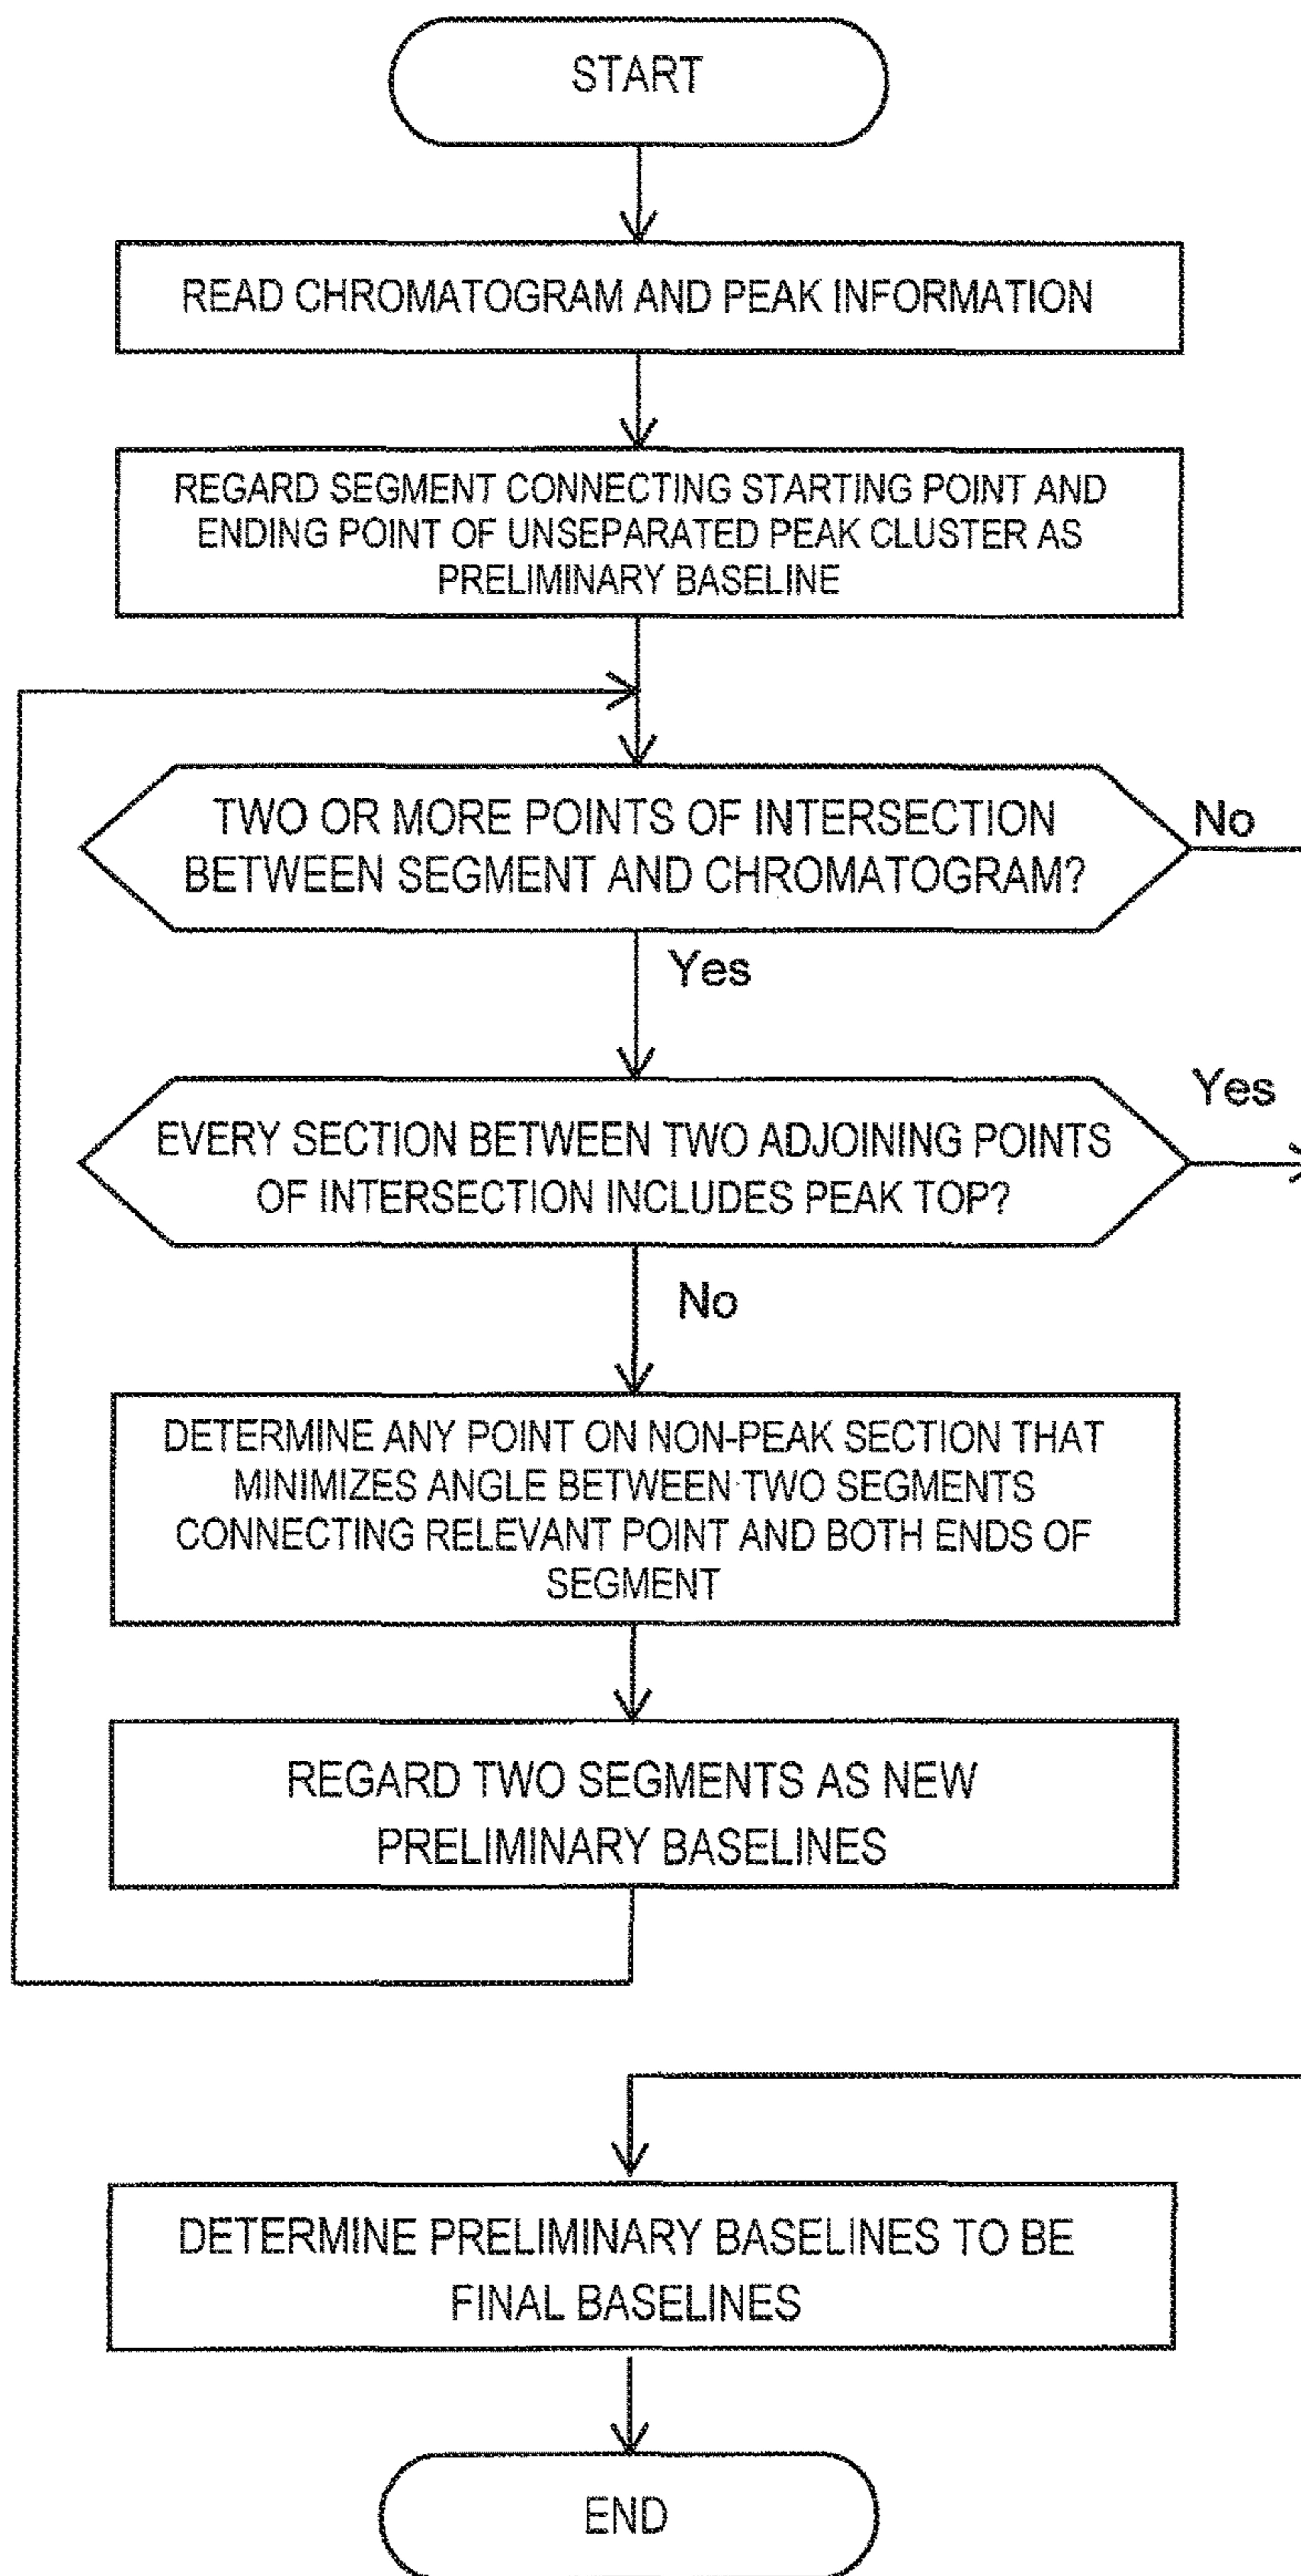 START
READ CHROMATOGRAM AND PEAK INFORMATION
REGARD SEGMENT CONNECTING STARTING POINT AND
ENDING POINT OF UNSEPARATED PEAK CLUSTER AS
PRELIMINARY BASELINE
TWO OR MORE POINTS OF INTERSECTION
BETWEEN SEGMENT AND CHROMATOGRAM?
No
Yes
EVERY SECTION BETWEEN TWO ADJOINING POINTS
OF INTERSECTION INCLUDES PEAK TOP?
Yes
No
DETERMINE ANY POINT ON NON-PEAK SECTION THAT
MINIMIZES ANGLE BETWEEN TWO SEGMENTS
CONNECTING RELEVANT POINT AND BOTH ENDS OF
SEGMENT
REGARD TWO SEGMENTS AS NEW
PRELIMINARY BASELINES
DETERMINE PRELIMINARY BASELINES TO BE
FINAL BASELINES
END